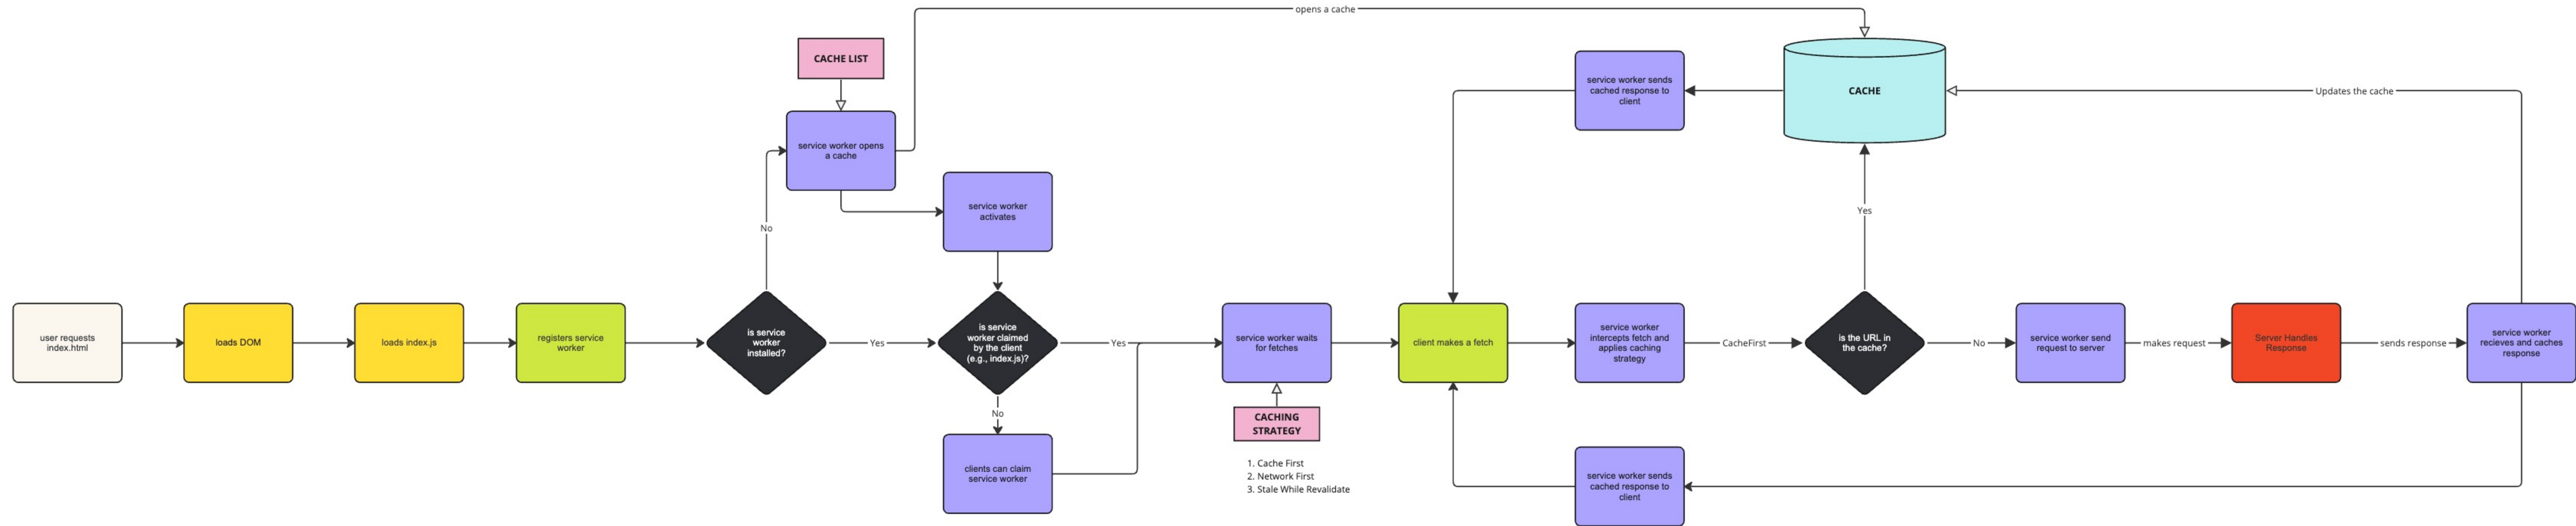 opens a cache
CACHE LIST
service worker sends
cached response to
client
CACHE
Updates the cache
service worker opens
a cache
service worker
activates
Yes
No
user requests
index.html
loads DOM
loads index.js
registers service
worker
is service
worker
installed?
Yes
is service
worker claimed
by the client
(e.g., index.js)?
Yes
service worker waits
for fetches
client makes a fetch
service worker
intercepts fetch and
applies caching
strategy
CacheFirst
is the URL in
the cache?
No
service worker send
request to server
makes request
Server Handles
Response
sends response
service worker
recieves and caches
response
No
clients can claim
service worker
CACHING
STRATEGY
1. Cache First
2. Network First
3. Stale While Revalidate
service worker sends
cached response to
client